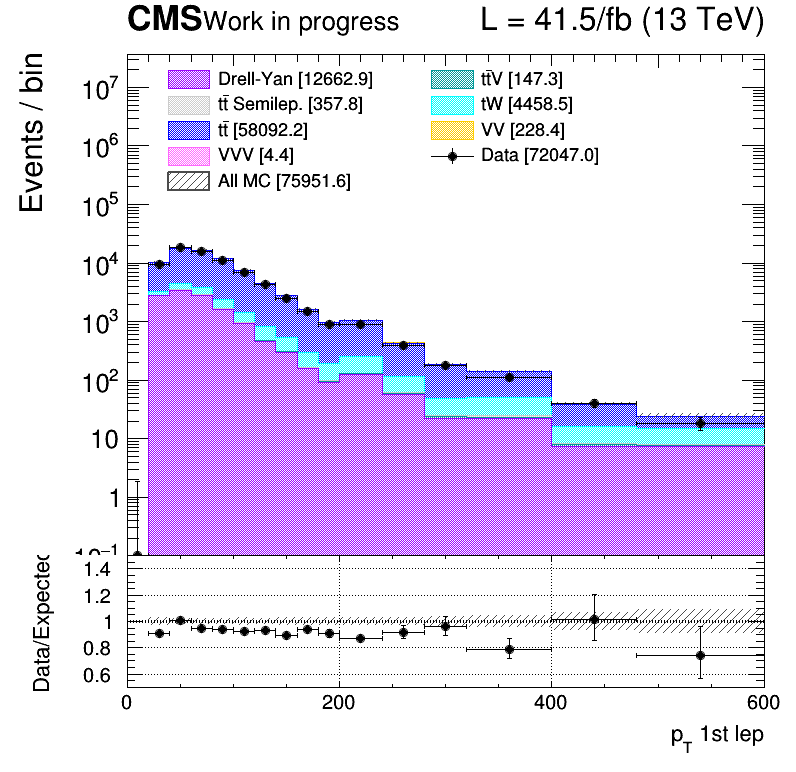 CMS Work in progress L = 41.5/fb (13 TeV)
Events / bin
Drell-Yan [12662.9] tt̄V [147.3]
tt̄ Semilep. [357.8] tW [4458.5]
tt̄ [58092.2] VV [228.4]
VVV [4.4] Data [72047.0]
All MC [75951.6]
10⁷
10⁶
10⁵
10⁴
10³
10²
10
1
10⁻¹
Data/Expected
1.4
1.2
1
0.8
0.6
0 200 400 600
p_T 1st lep